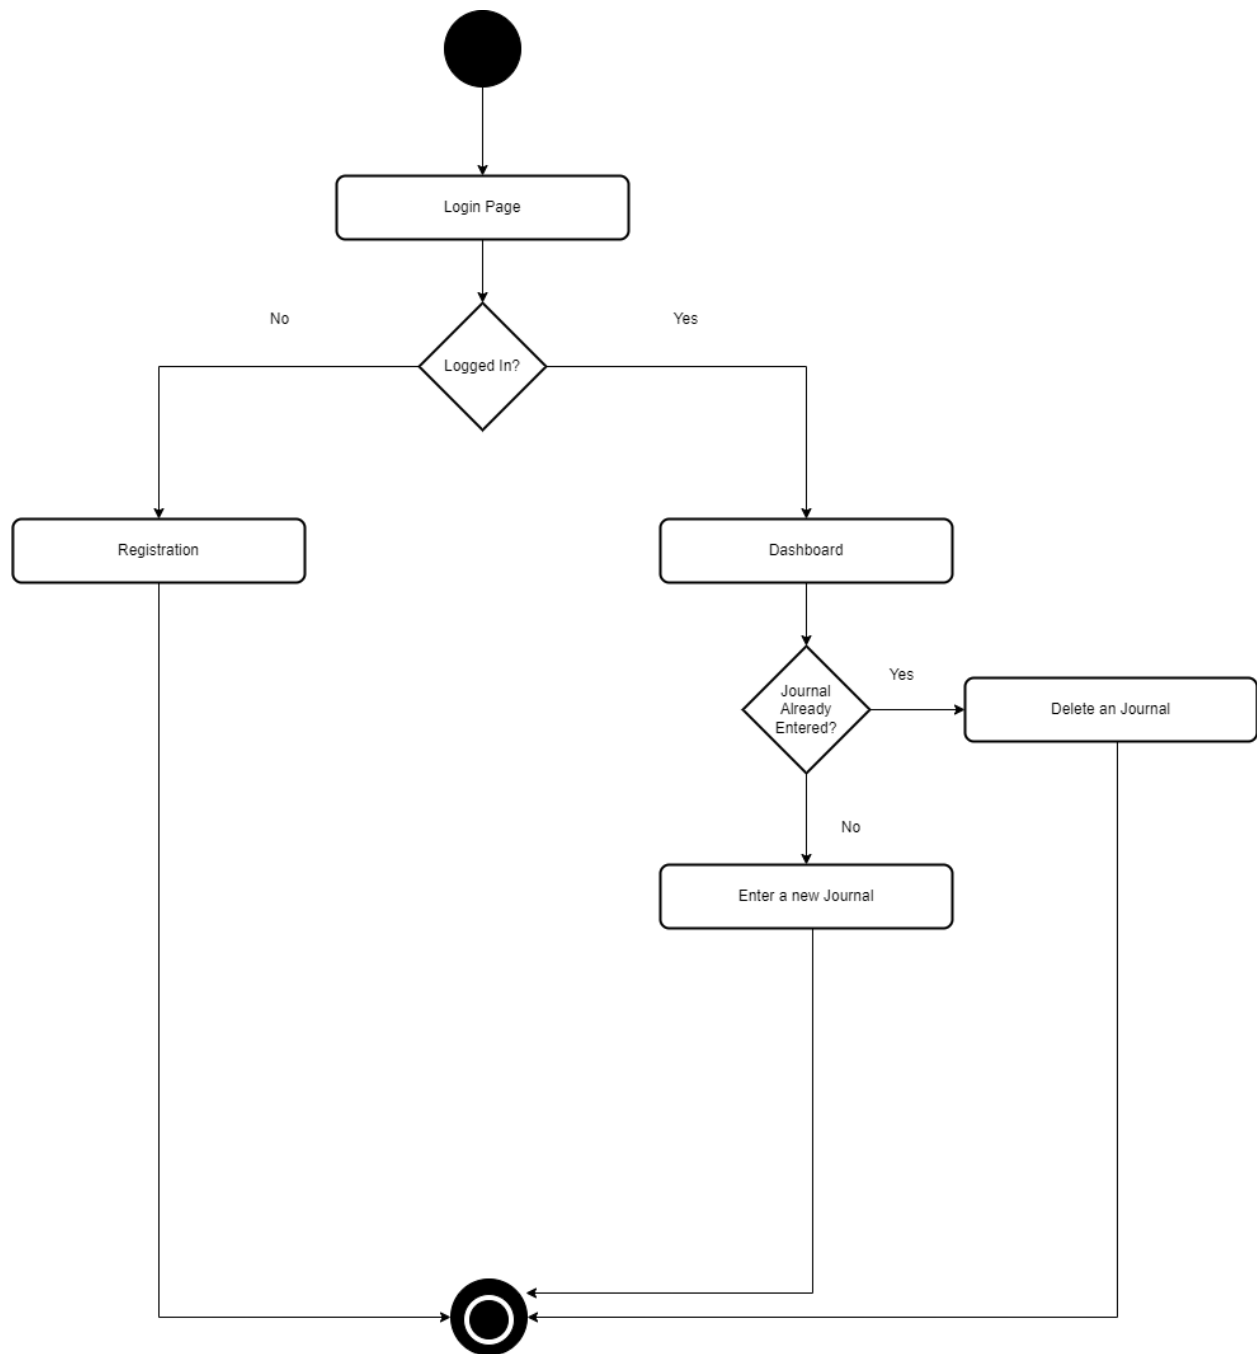 Login Page
No
Yes
Logged In?
Registration
Dashboard
Journal
Already
Entered?
Yes
Delete an Journal
No
Enter a new Journal